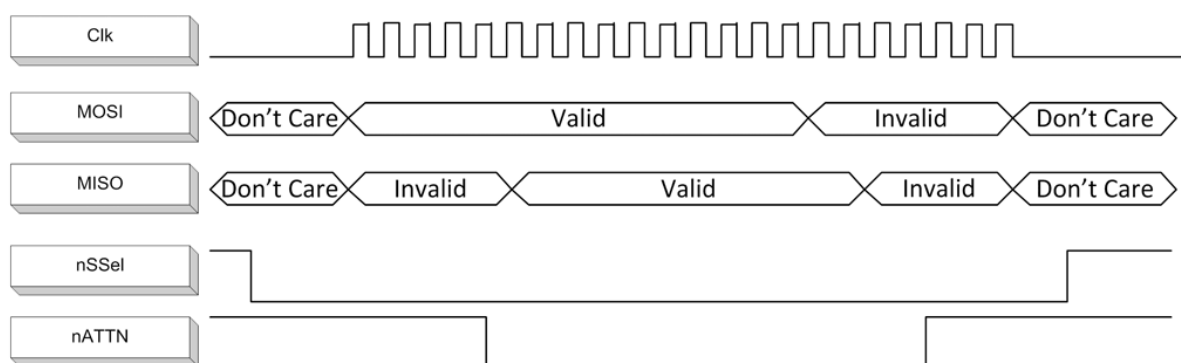 Clk
MOSI Don't Care Valid Invalid Don't Care
MISO Don't Care Invalid Valid Invalid Don't Care
nSSel
nATTN